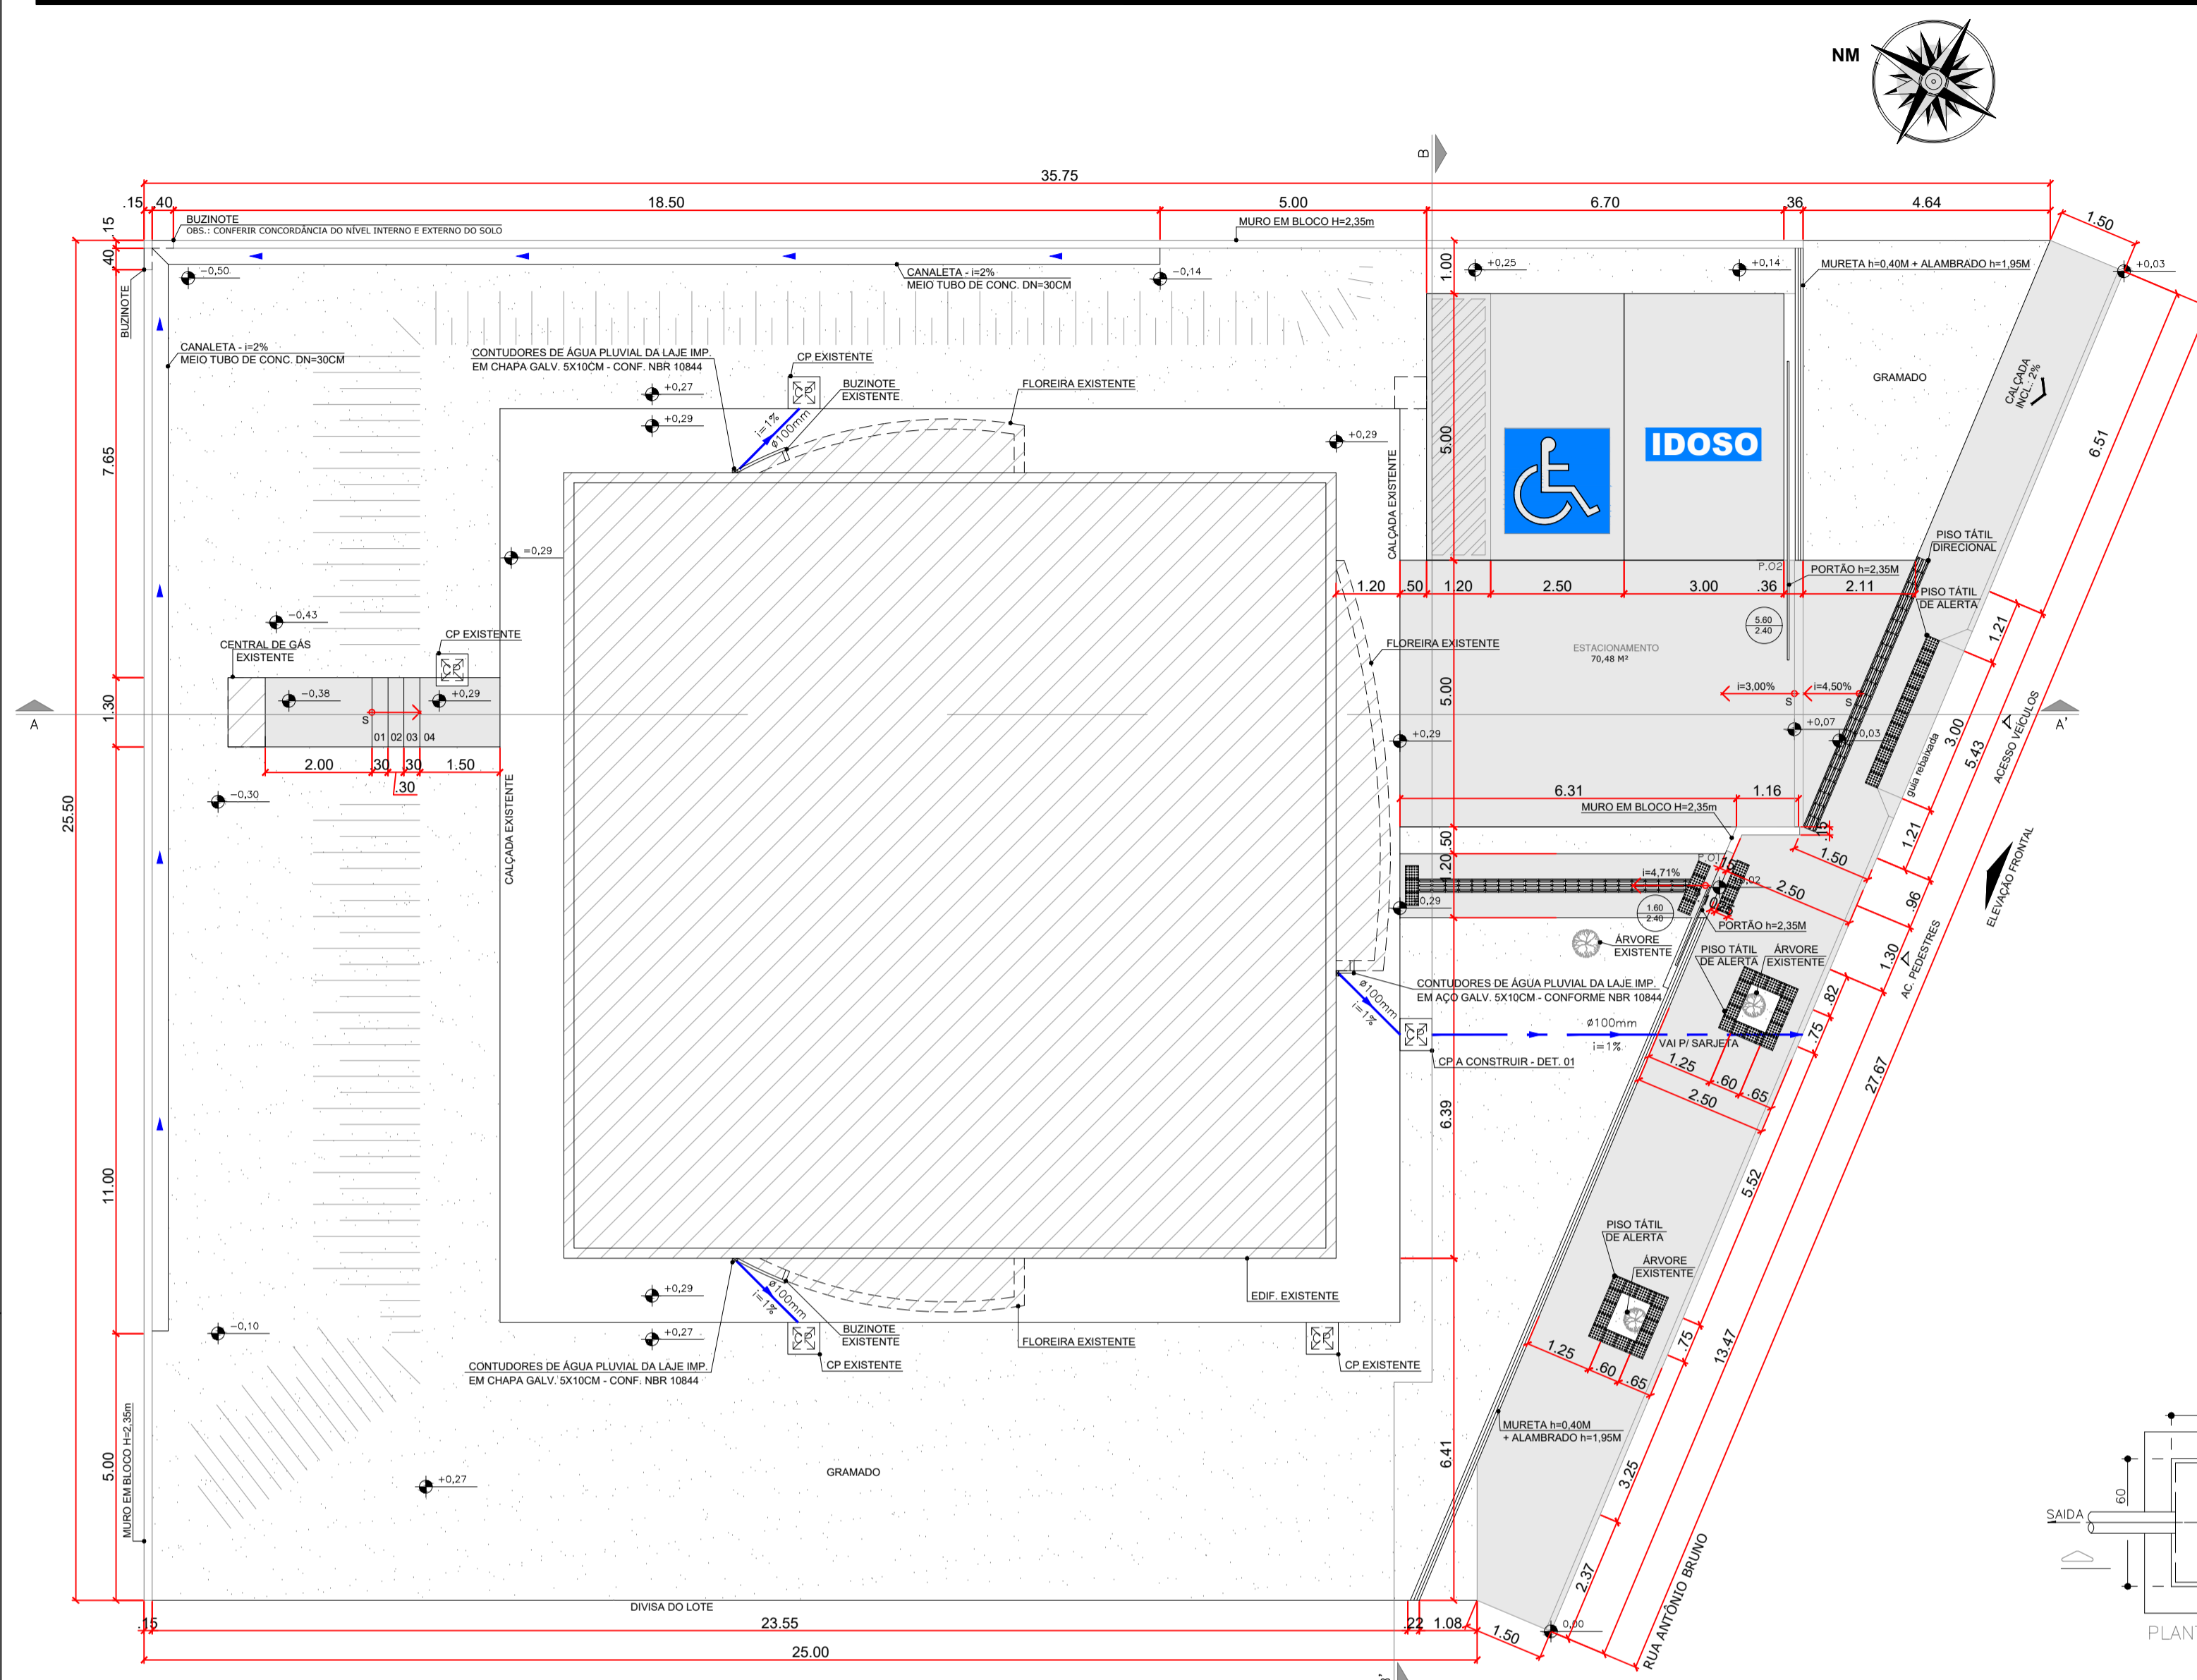 NM
B
35.75
.15
.40
18.50
5.00
6.70
.36
4.64
1.50
.15
BUZINOTE
OBS.: CONFERIR CONCORDÂNCIA DO NÍVEL INTERNO E EXTERNO DO SOLO
MURO EM BLOCO H=2,35m
.40
-0,50
CANALETA - i=2%
MEIO TUBO DE CONC. DN=30CM
-0,14
1.00
+0,25
+0,14
MURETA h=0,40M + ALAMBRADO h=1,95M
+0,03
BUZINOTE
CANALETA - i=2%
MEIO TUBO DE CONC. DN=30CM
CONTUDORES DE ÁGUA PLUVIAL DA LAJE IMP.
EM CHAPA GALV. 5X10CM - CONF. NBR 10844
CP EXISTENTE
CP
BUZINOTE
EXISTENTE
FLOREIRA EXISTENTE
+0,27
+0,29
i=1%
ø100mm
+0,29
CALÇADA EXISTENTE
5.00
IDOSO
GRAMADO
CALÇADA
INCL.: 2%
6.51
7.65
=0,29
PISO TÁTIL
DIRECIONAL
P.O2
PORTÃO h=2,35M
1.20
.50
1.20
2.50
3.00
.36
2.11
PISO TÁTIL
DE ALERTA
1.21
-0,43
CENTRAL DE GÁS
EXISTENTE
CP EXISTENTE
CP
FLOREIRA EXISTENTE
ESTACIONAMENTO
70,48 M²
5.60
2.40
-0,38
+0,29
5.00
i=3,00%
i=4,50%
S
S
A
1.30
S
01
02
03
04
+0,29
+0,07
+0,03
A'
3.00
5.43
ACESSO VEÍCULOS
guia rebaixada
2.00
.30
.30
.30
1.50
-0,30
CALÇADA EXISTENTE
6.31
1.16
MURO EM BLOCO H=2,35m
25.50
.50
.15
1.50
1.21
ELEVAÇÃO FRONTAL
1.20
P.O1
.15
i=4,71%
2.50
.96
+0,29
1.60
2.40
PORTÃO h=2,35M
ÁRVORE
EXISTENTE
PISO TÁTIL
DE ALERTA
ÁRVORE
EXISTENTE
1.30
AC. PEDESTRES
CONTUDORES DE ÁGUA PLUVIAL DA LAJE IMP.
EM AÇO GALV. 5X10CM - CONFORME NBR 10844
ø100mm
i=1%
.82
CP
ø100mm
i=1%
VAI P/ SARJETA
.75
CP A CONSTRUIR - DET. 01
1.25
.60
.65
2.50
27.67
6.39
11.00
5.52
PISO TÁTIL
DE ALERTA
ÁRVORE
EXISTENTE
+0,29
ø100mm
i=1%
EDIF. EXISTENTE
-0,10
+0,27
CP
BUZINOTE
EXISTENTE
CP EXISTENTE
FLOREIRA EXISTENTE
CP
CP EXISTENTE
CONTUDORES DE ÁGUA PLUVIAL DA LAJE IMP.
EM CHAPA GALV. 5X10CM - CONF. NBR 10844
1.25
.60
.65
.75
13.47
MURETA h=0,40M
+ ALAMBRADO h=1,95M
MURO EM BLOCO H=2,35m
5.00
+0,27
GRAMADO
6.41
3.25
60
SAIDA
2.37
RUA ANTÔNIO BRUNO
DIVISA DO LOTE
.15
23.55
.22
1.08
1.50
0,00
25.00